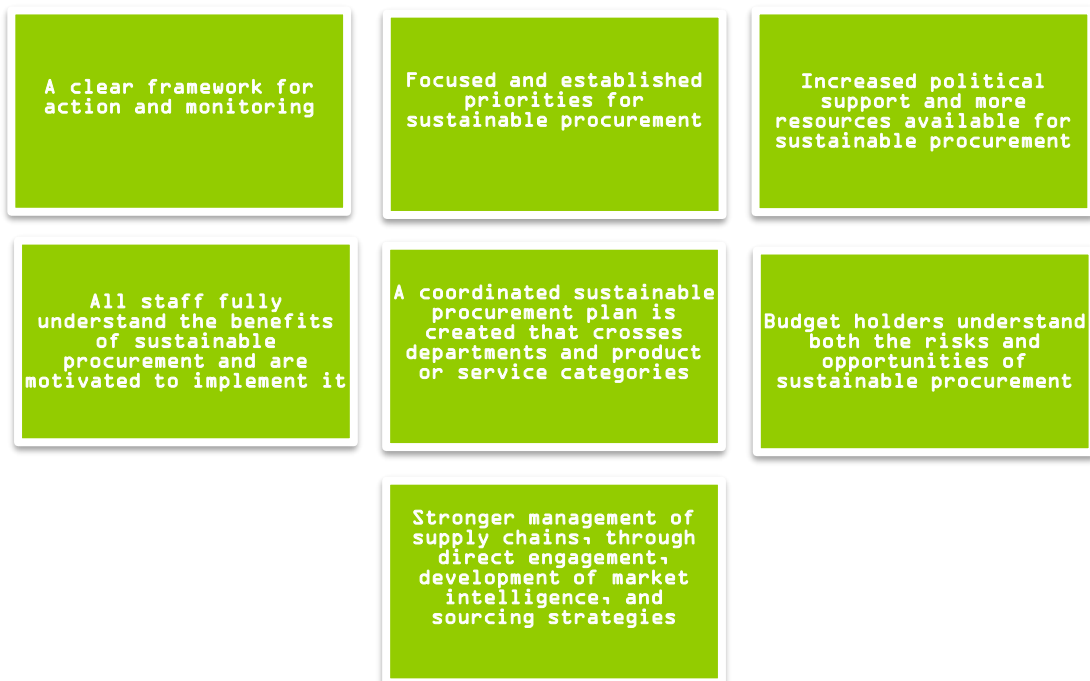 A clear framework for
action and monitoring
Focused and established
priorities for
sustainable procurement
Increased political
support and more
resources available for
sustainable procurement
All staff fully
understand the benefits
of sustainable
procurement and are
motivated to implement it
A coordinated sustainable
procurement plan is
created that crosses
departments and product
or service categories
Budget holders understand
both the risks and
opportunities of
sustainable procurement
Stronger management of
supply chains, through
direct engagement,
development of market
intelligence, and
sourcing strategies